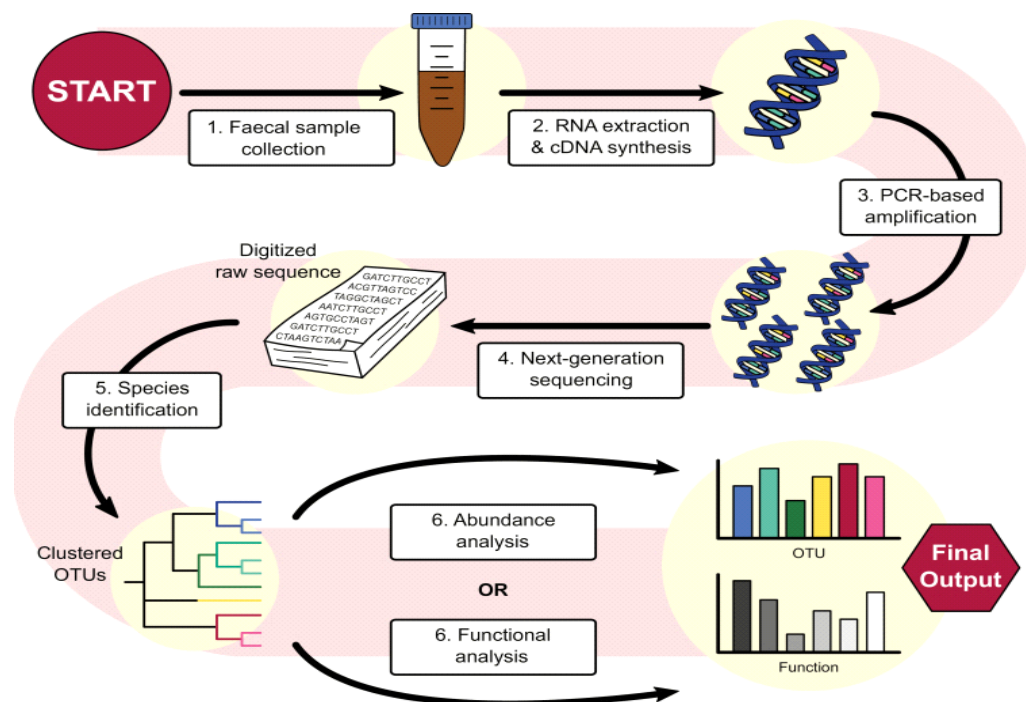 START
1. Faecal sample
collection
2. RNA extraction
& cDNA synthesis
3. PCR-based
amplification
Digitized
raw sequence
GATCTTGCCT
ACGTTAGTCC
TAGGCTAGCT
AATCTTGCCT
AGTGCCTAGT
GATCTTGCCT
CTAAGTCTAA
4. Next-generation
sequencing
5. Species
identification
Clustered
OTUs
6. Abundance
analysis
OR
6. Functional
analysis
OTU
Function
Final
Output